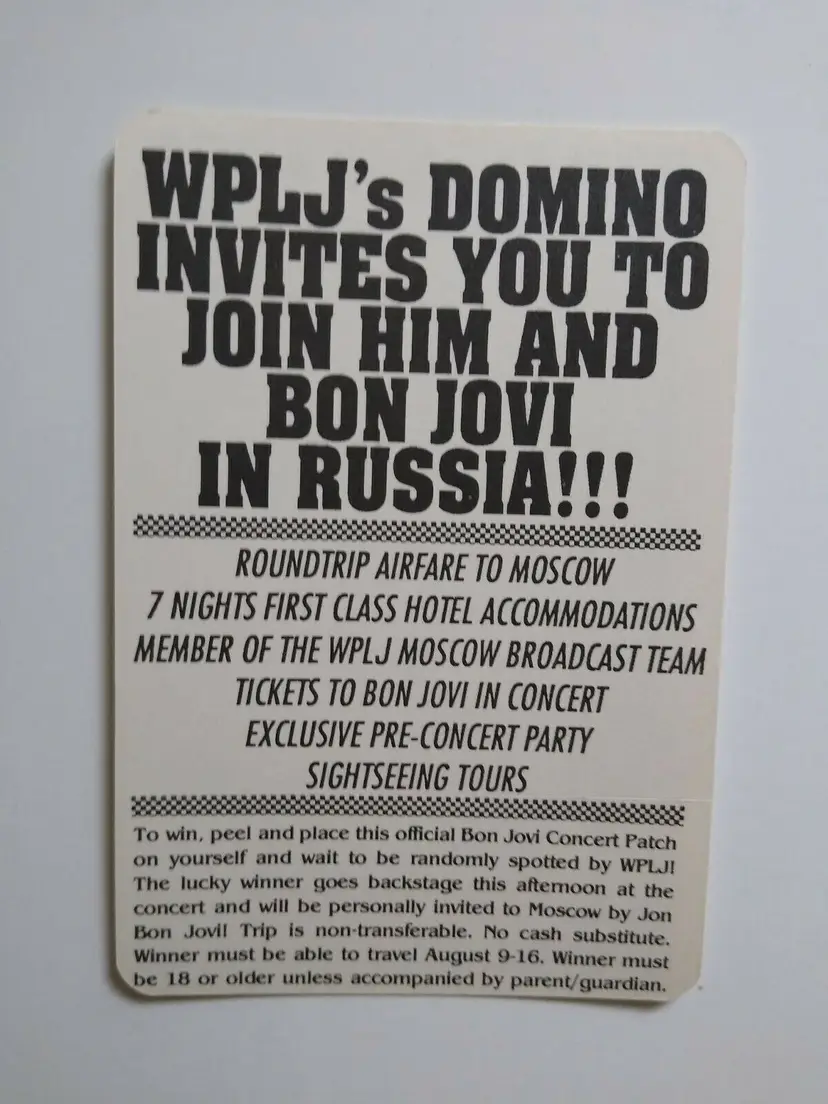 WPLJ's DOMINO
INVITES YOU TO
JOIN HIM AND
BON JOVI
IN RUSSIA!!!
ROUNDTRIP AIRFARE TO MOSCOW
7 NIGHTS FIRST CLASS HOTEL ACCOMMODATIONS
MEMBER OF THE WPLJ MOSCOW BROADCAST TEAM
TICKETS TO BON JOVI IN CONCERT
EXCLUSIVE PRE-CONCERT PARTY
SIGHTSEEING TOURS
To win, peel and place this official Bon Jovi Concert Patch
on yourself and wait to be randomly spotted by WPLJ!
The lucky winner goes backstage this afternoon at the
concert and will be personally invited to Moscow by Jon
Bon Jovi! Trip is non-transferable. No cash substitute.
Winner must be able to travel August 9-16. Winner must
be 18 or older unless accompanied by parent/guardian.